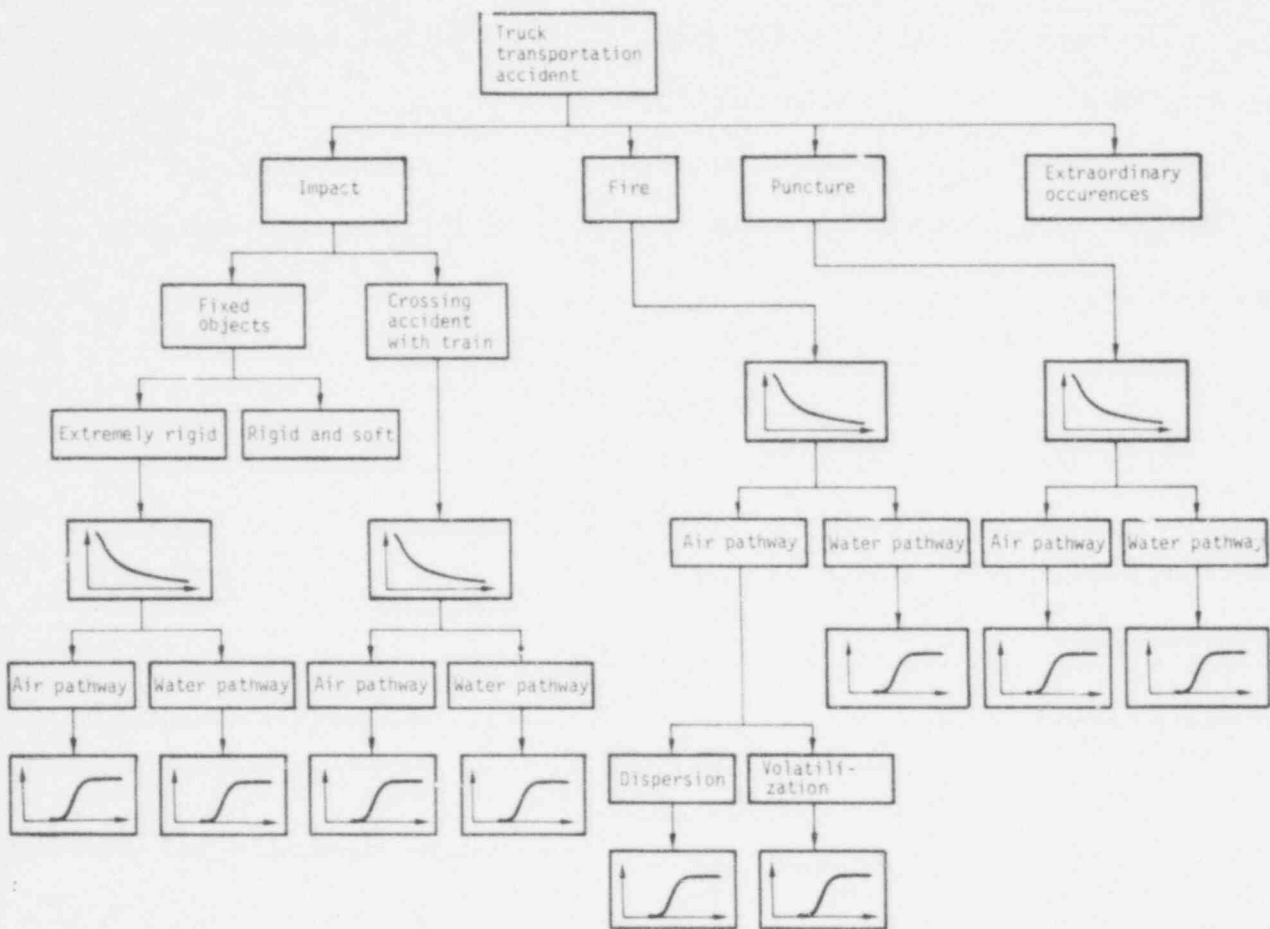 Truck
transportation
accident
Impact
Fire
Puncture
Extraordinary
occurences
Fixed
objects
Crossing
accident
with train
Extremely rigid
Rigid and soft
Air pathway
Water pathway
Air pathway
Water pathway
Air pathway
Water pathway
Air pathway
Water pathway
Dispersion
Volatili-
zation